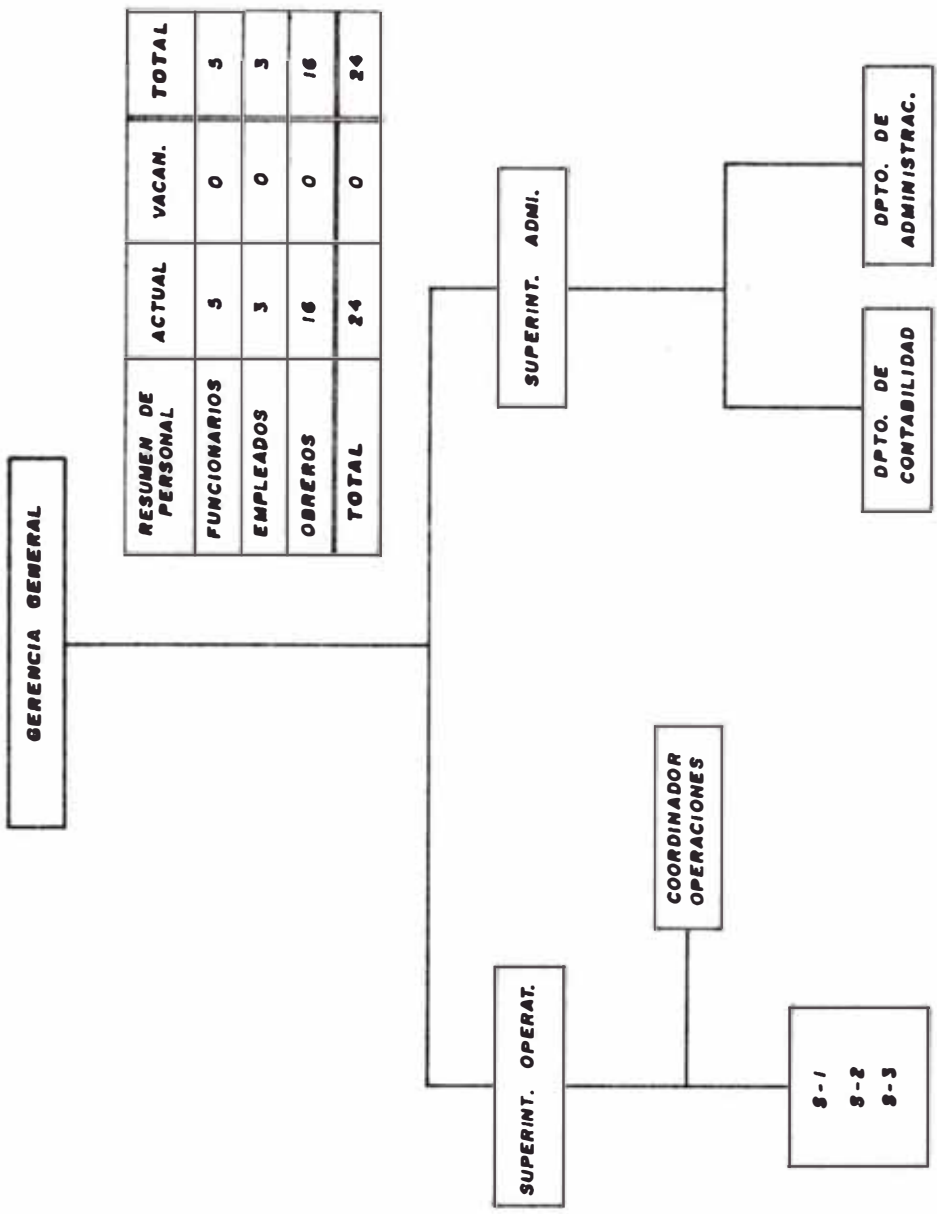 GERENCIA GENERAL
RESUMEN DE PERSONAL ACTUAL VACAN. TOTAL
FUNCIONARIOS 5 0 5
EMPLEADOS 3 0 3
OBREROS 16 0 16
TOTAL 24 0 24
SUPERINT. OPERAT.
SUPERINT. ADMI.
COORDINADOR
OPERACIONES
S-1
S-2
S-3
DPTO. DE
CONTABILIDAD
DPTO. DE
ADMINISTRAC.